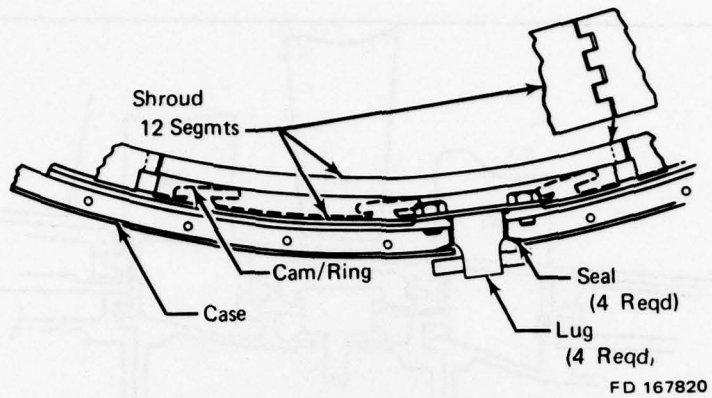 Shroud
12 Segmts
Cam/Ring
Case
Seal
(4 Reqd)
Lug
(4 Reqd,
FD 167820